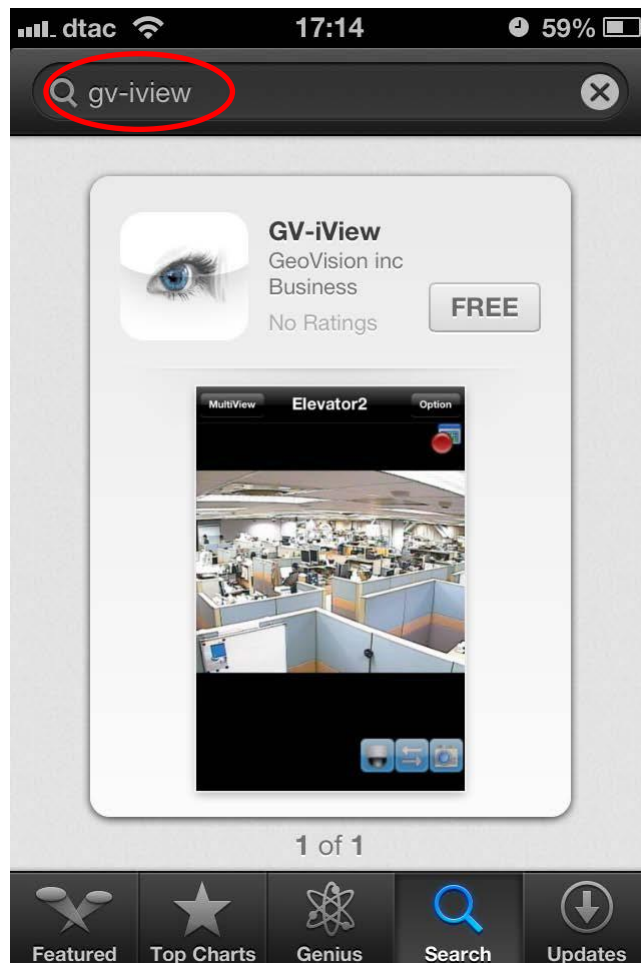 dtac 17:14 59%
gv-iview
GV-iView
GeoVision inc
Business
No Ratings
FREE
MultiView Elevator2 Option
1 of 1
Featured Top Charts Genius Search Updates